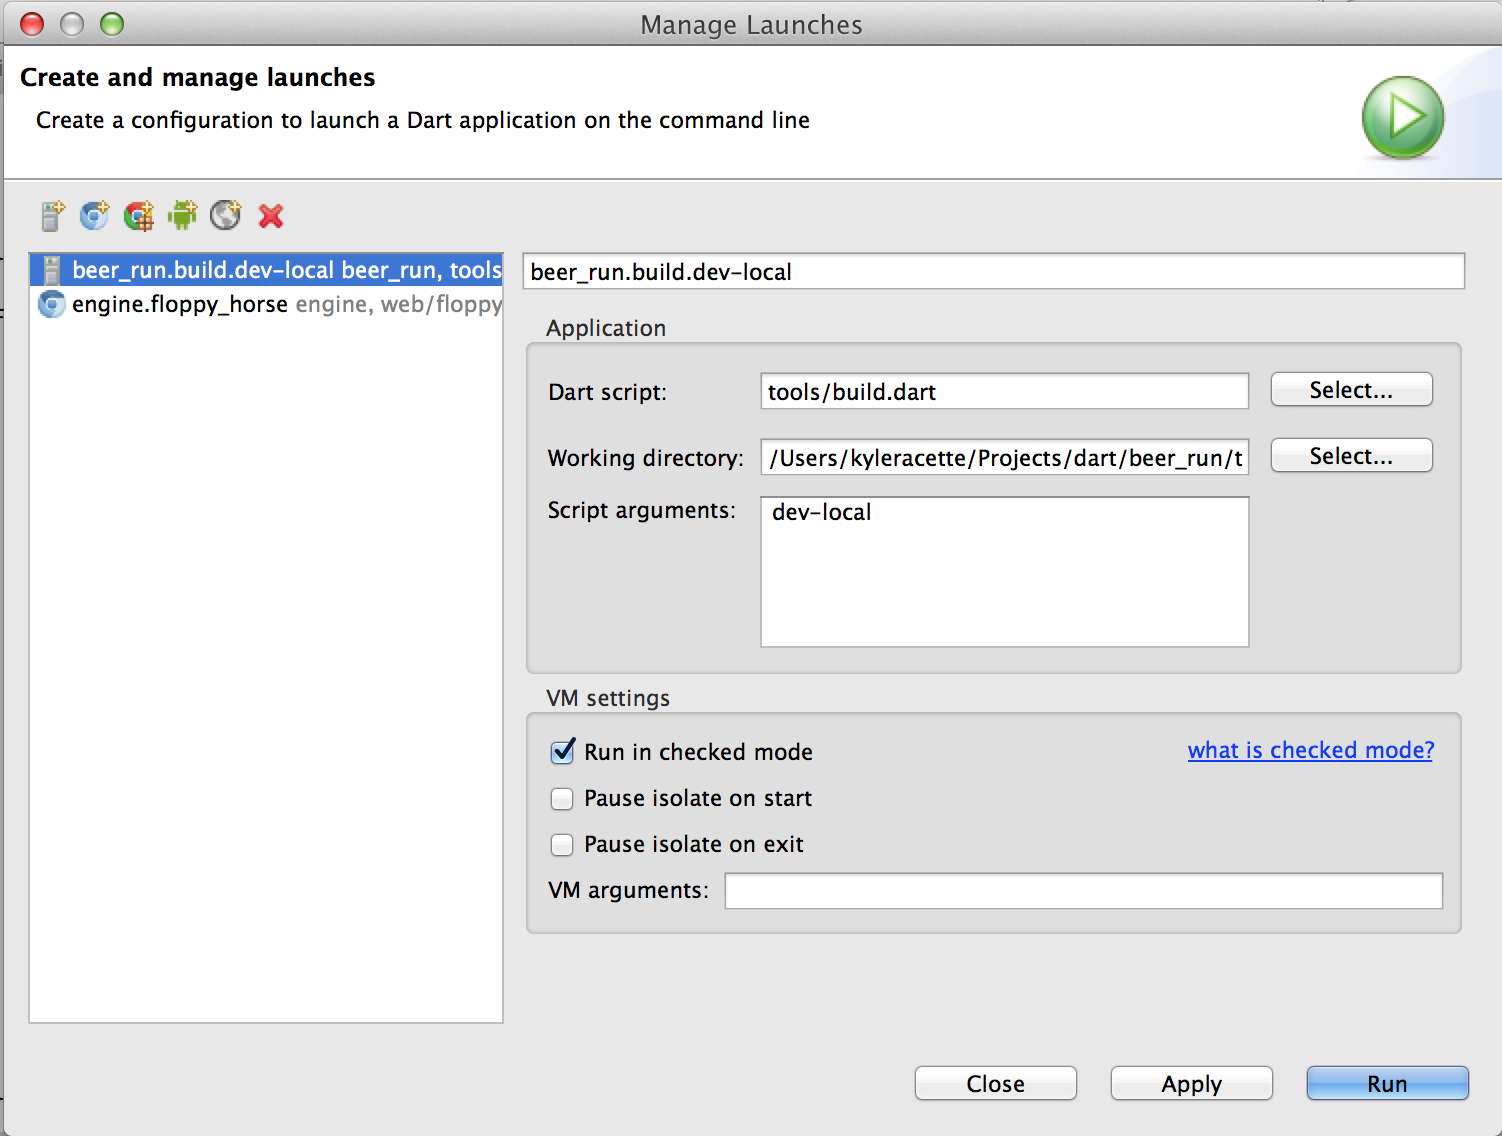 Manage Launches
Create and manage launches
Create a configuration to launch a Dart application on the command line
beer_run.build.dev-local beer_run, tools
engine.floppy_horse engine, web/floppy
beer_run.build.dev-local
Application
Dart script: tools/build.dart Select...
Working directory: /Users/kyleracette/Projects/dart/beer_run/t Select...
Script arguments: dev-local
VM settings
Run in checked mode what is checked mode?
Pause isolate on start
Pause isolate on exit
VM arguments:
Close Apply Run